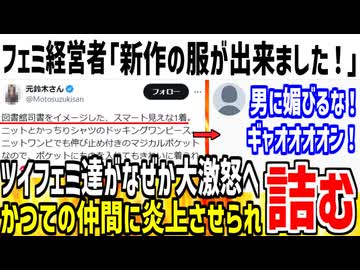 フェミ経営者「新作の服が出来ました！」
元鈴木さん
@Motosuzukisan
フォロー
図書館司書をイメージした、スマート見えな1着。
ニットとかっちりシャツのドッキングワンピース
ニットワンピでも伸び止め付きのマジカルポケット
なので、ポケットに
男に媚びるな！
ギャオオオオン！
ツイフェミ達がなぜか大激怒へ
かつての仲間に炎上させられ
詰む